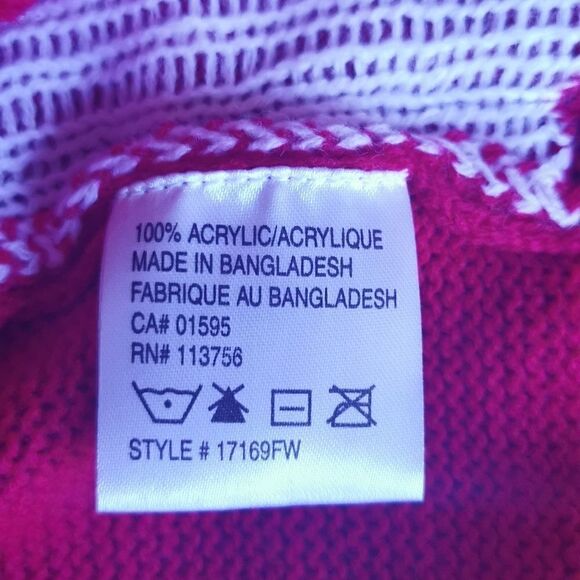 100% ACRYLIC/ACRYLIQUE
MADE IN BANGLADESH
FABRIQUE AU BANGLADESH
CA# 01595
RN# 113756
STYLE # 17169FW